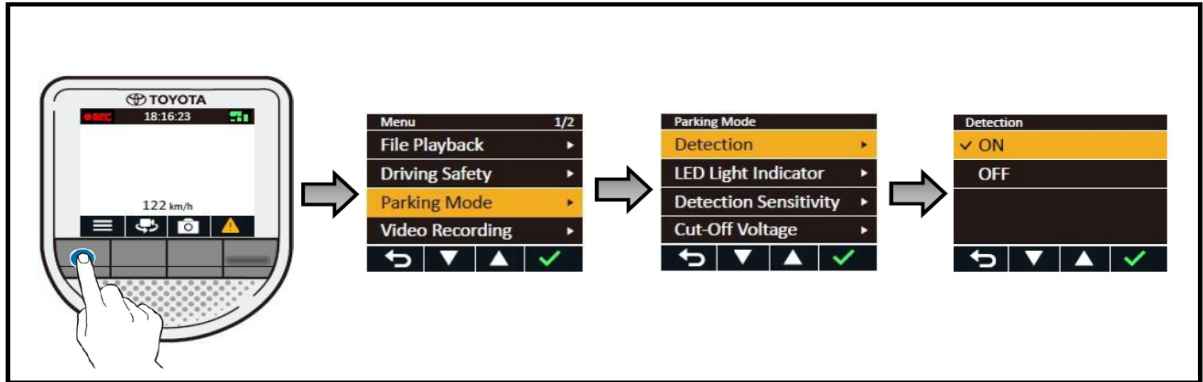 TOYOTA
REC 18:16:23
122 km/h
Menu 1/2
File Playback
Driving Safety
Parking Mode
Video Recording
Parking Mode
Detection
LED Light Indicator
Detection Sensitivity
Cut-Off Voltage
Detection
ON
OFF